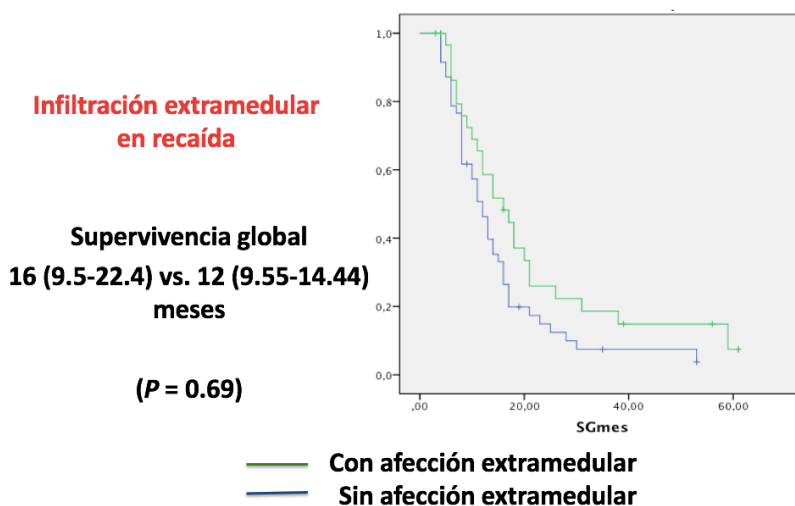 Infiltración extramedular
en recaída
Supervivencia global
16 (9.5-22.4) vs. 12 (9.55-14.44)
meses
(P = 0.69)
1,0
0,8
0,6
0,4
0,2
0,0
,00 20,00 40,00 60,00
SGmes
Con afección extramedular
Sin afección extramedular